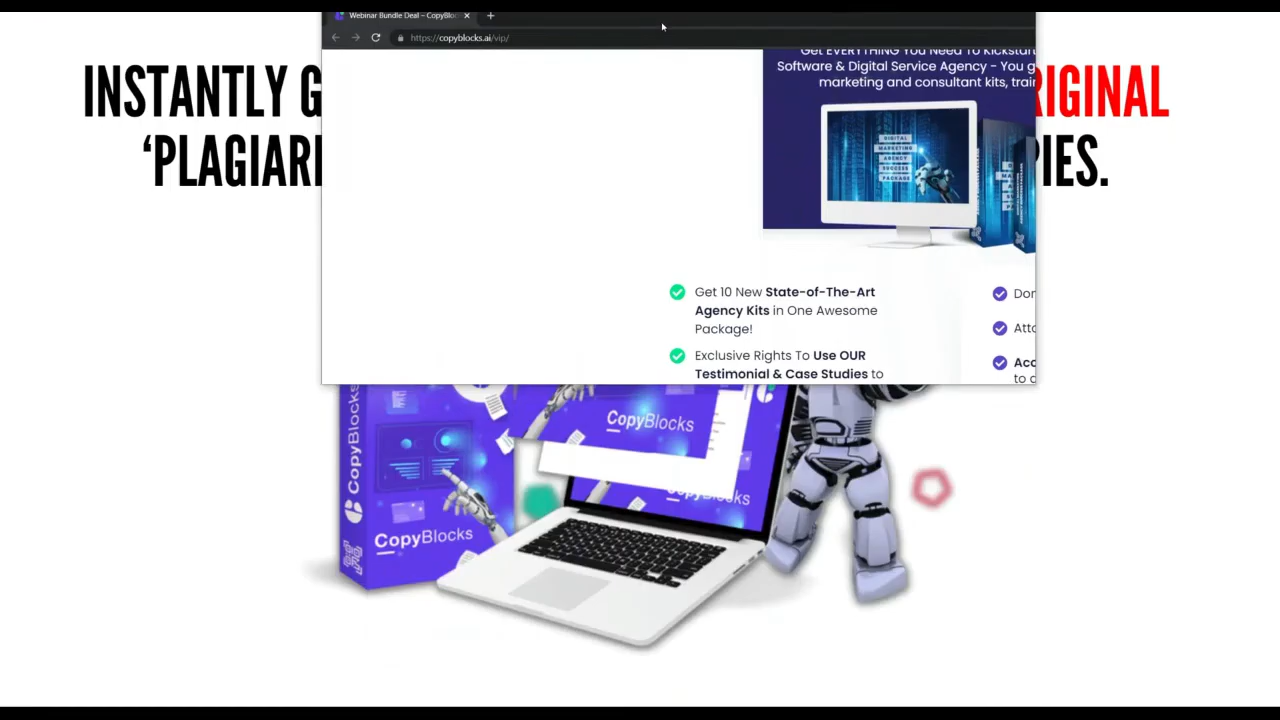 Webinar Bundle Deal – CopyBloc
https://copyblocks.ai/vip/
INSTANTLY G
RIGINAL
‘PLAGIARI
PIES.
Get EVERYTHING You Need To Kickstart
Software & Digital Service Agency - You g
marketing and consultant kits, train
DIGITAL
MARKETING
AGENCY
SUCCESS
PACKAGE
Get 10 New State-of-The-Art
Agency Kits in One Awesome
Package!
Exclusive Rights To Use OUR
Testimonial & Case Studies to
Don
Atto
Acc
to c
CopyBlocks
CopyBlocks
CopyBlocks
CopyBlocks